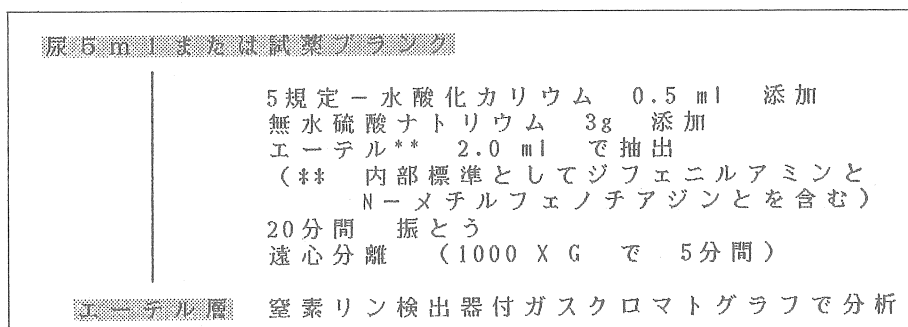 尿5mlまたは試薬ブランク
5規定－水酸化カリウム 0.5 ml 添加
無水硫酸ナトリウム 3g 添加
エーテル** 2.0 ml で抽出
(** 内部標準としてジフェニルアミンと
N－メチルフェノチアジンとを含む)
20分間 振とう
遠心分離 (1000 X G で 5分間)
エーテル層 窒素リン検出器付ガスクロマトグラフで分析